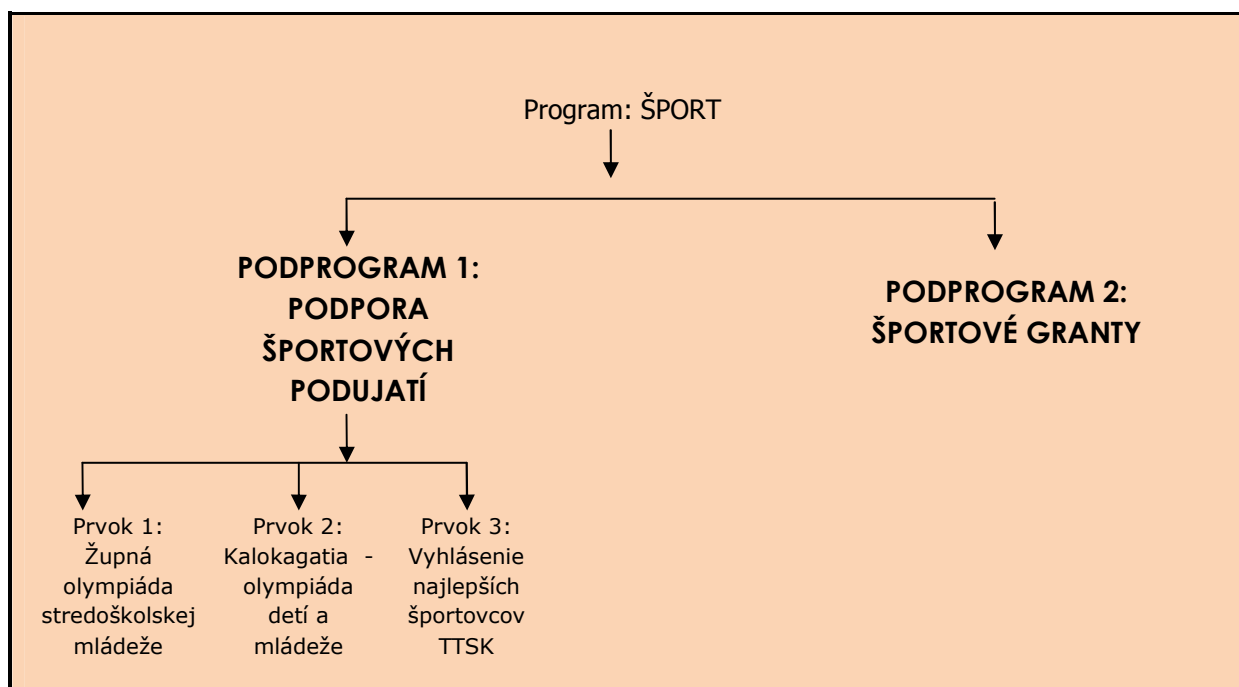 Program: ŠPORT
PODPROGRAM 1:
PODPORA
ŠPORTOVÝCH
PODUJATÍ
PODPROGRAM 2:
ŠPORTOVÉ GRANTY
Prvok 1:
Župná
olympiáda
stredoškolskej
mládeže
Prvok 2:
Kalokagatia -
olympiáda
detí a
mládeže
Prvok 3:
Vyhlásenie
najlepších
športovcov
TTSK